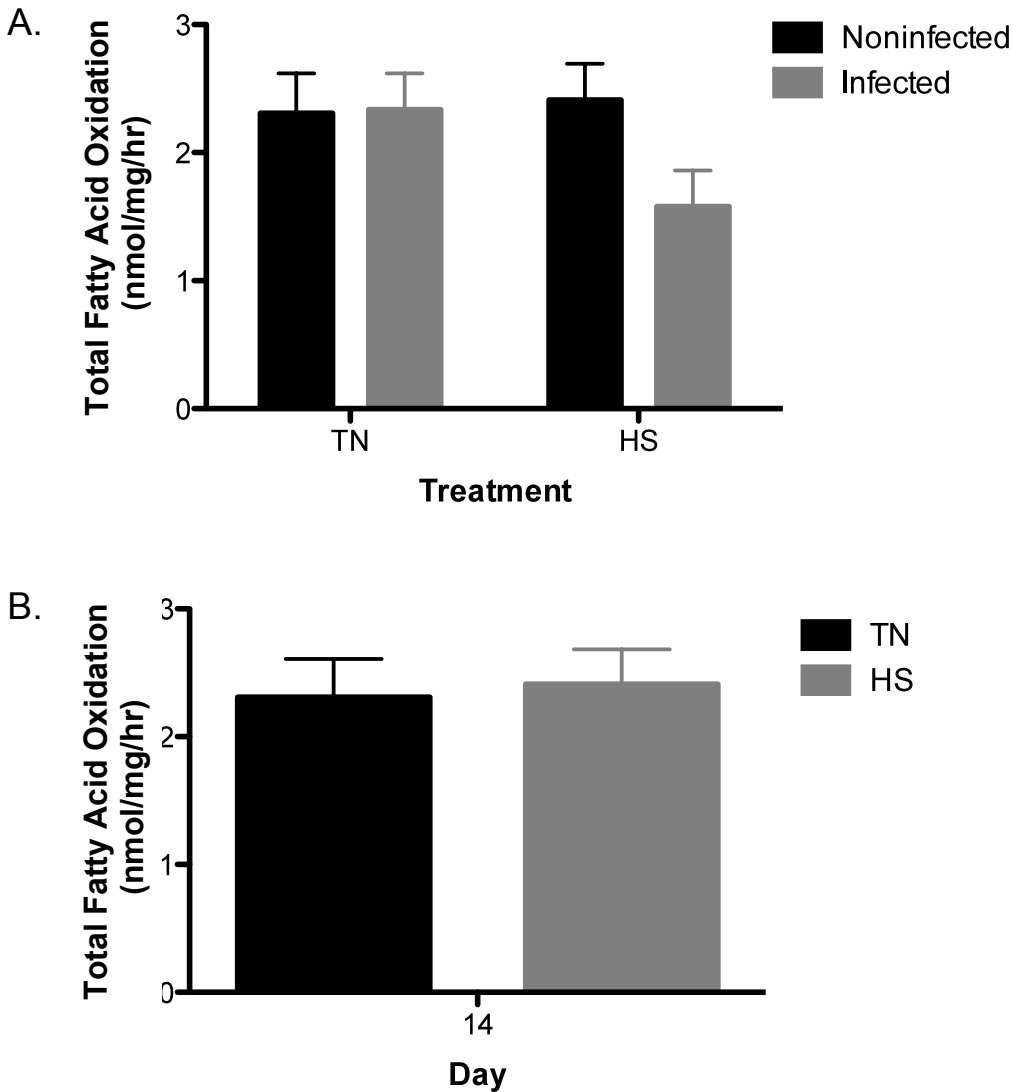 A.
Total Fatty Acid Oxidation
(nmol/mg/hr)
3
2
1
0
TN
HS
Treatment
Noninfected
Infected
B.
Total Fatty Acid Oxidation
(nmol/mg/hr)
3
2
1
0
14
Day
TN
HS